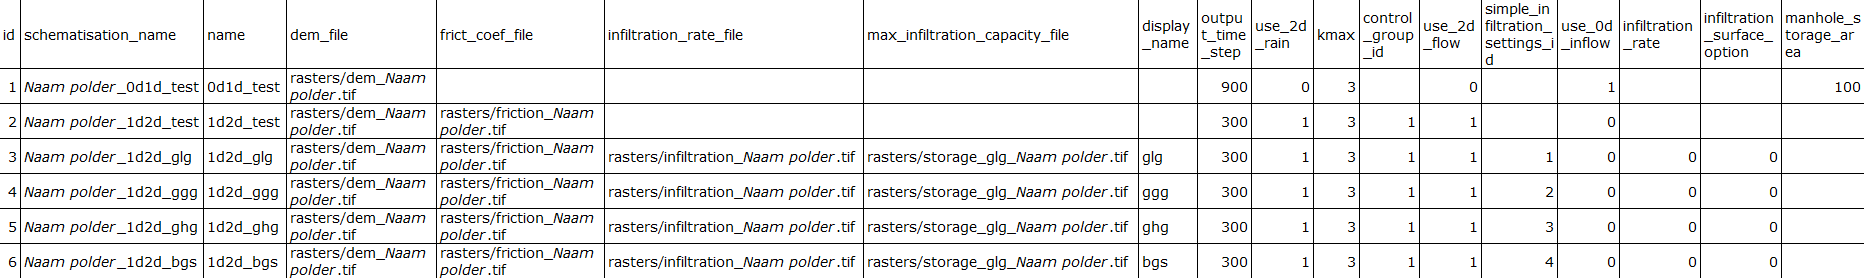 id schematisation_name name dem_file frict_coef_file infiltration_rate_file max_infiltration_capacity_file display_name output_time_step use_2d_rain kmax control_group_id use_2d_flow simple_infiltration_settings_id use_0d_inflow infiltration_rate infiltration_surface_option manhole_storage_area
1 Naam polder_0d1d_test 0d1d_test rasters/dem_Naam polder.tif 900 0 3 0 1 100
2 Naam polder_1d2d_test 1d2d_test rasters/dem_Naam polder.tif rasters/friction_Naam polder.tif 300 1 3 1 1 0
3 Naam polder_1d2d_glg 1d2d_glg rasters/dem_Naam polder.tif rasters/friction_Naam polder.tif rasters/infiltration_Naam polder.tif rasters/storage_glg_Naam polder.tif glg 300 1 3 1 1 1 0 0 0
4 Naam polder_1d2d_ggg 1d2d_ggg rasters/dem_Naam polder.tif rasters/friction_Naam polder.tif rasters/infiltration_Naam polder.tif rasters/storage_glg_Naam polder.tif ggg 300 1 3 1 1 2 0 0 0
5 Naam polder_1d2d_ghg 1d2d_ghg rasters/dem_Naam polder.tif rasters/friction_Naam polder.tif rasters/infiltration_Naam polder.tif rasters/storage_glg_Naam polder.tif ghg 300 1 3 1 1 3 0 0 0
6 Naam polder_1d2d_bgs 1d2d_bgs rasters/dem_Naam polder.tif rasters/friction_Naam polder.tif rasters/infiltration_Naam polder.tif rasters/storage_glg_Naam polder.tif bgs 300 1 3 1 1 4 0 0 0